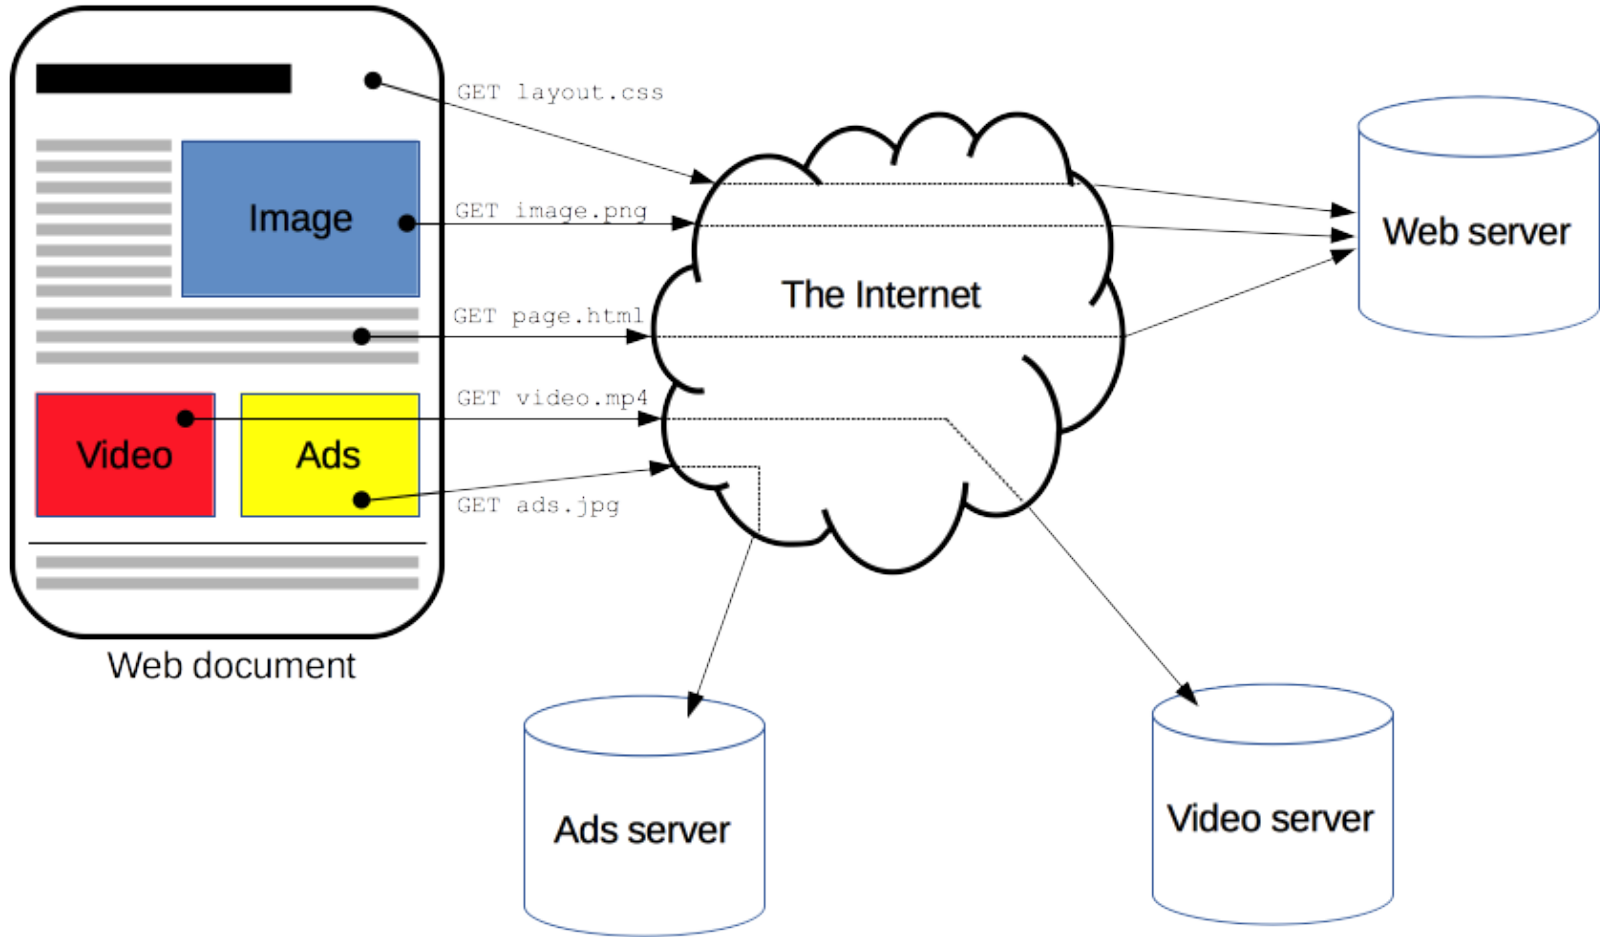 GET layout.css
Image
GET image.png
Web server
The Internet
GET page.html
GET video.mp4
Video
Ads
GET ads.jpg
Web document
Ads server
Video server